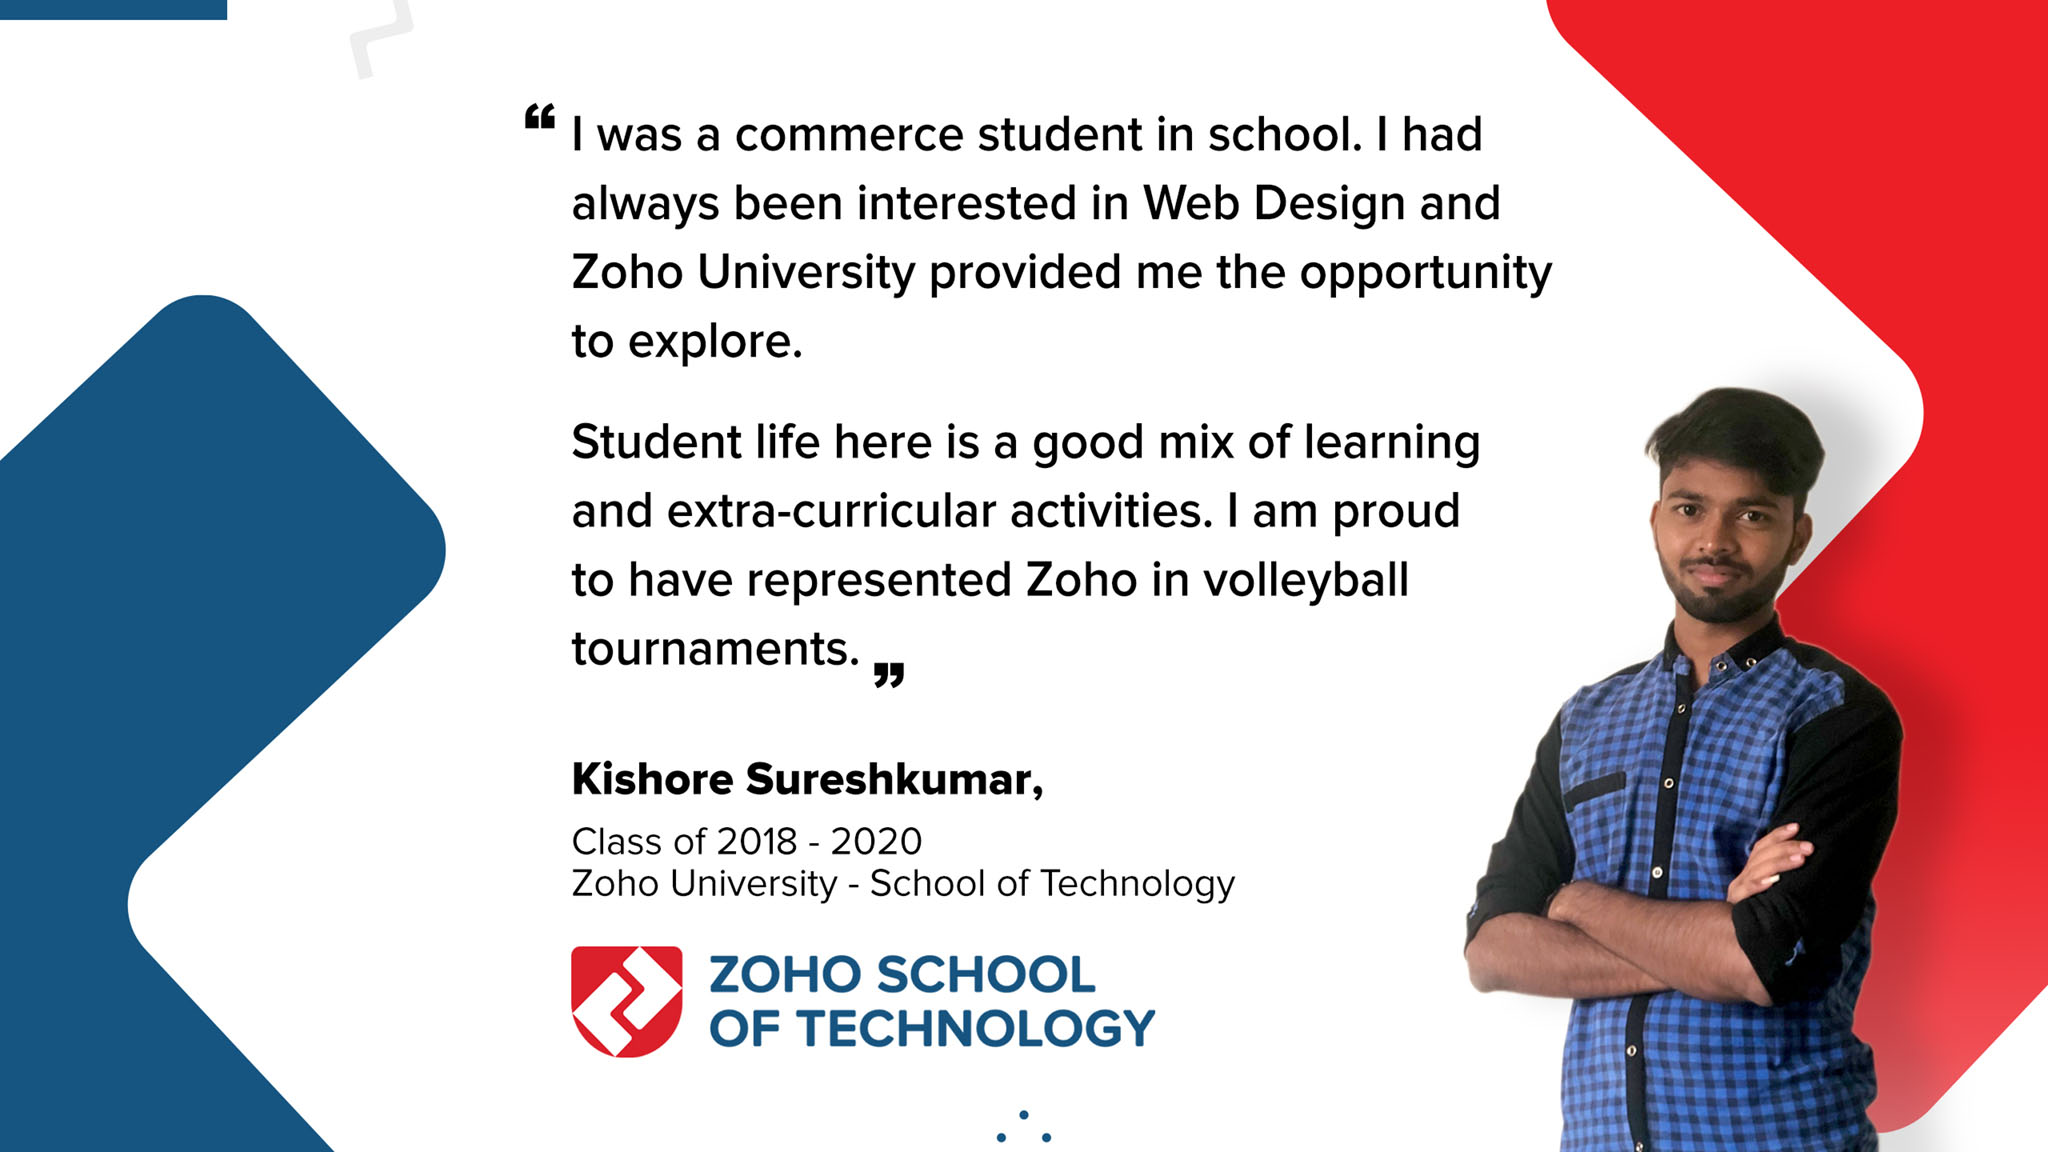 “ I was a commerce student in school. I had
always been interested in Web Design and
Zoho University provided me the opportunity
to explore.
Student life here is a good mix of learning
and extra-curricular activities. I am proud
to have represented Zoho in volleyball
tournaments. ”
Kishore Sureshkumar,
Class of 2018 - 2020
Zoho University - School of Technology
ZOHO SCHOOL
OF TECHNOLOGY